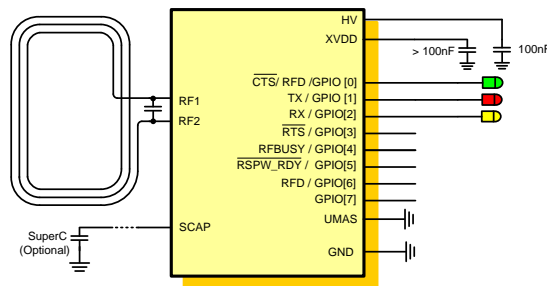 HV
XVDD
> 100nF
100nF
CTS/ RFD /GPIO [0]
TX / GPIO [1]
RX / GPIO[2]
RTS / GPIO[3]
RFBUSY / GPIO[4]
RSPW_RDY / GPIO[5]
RFD / GPIO[6]
GPIO[7]
UMAS
GND
RF1
RF2
SCAP
SuperC
(Optional)